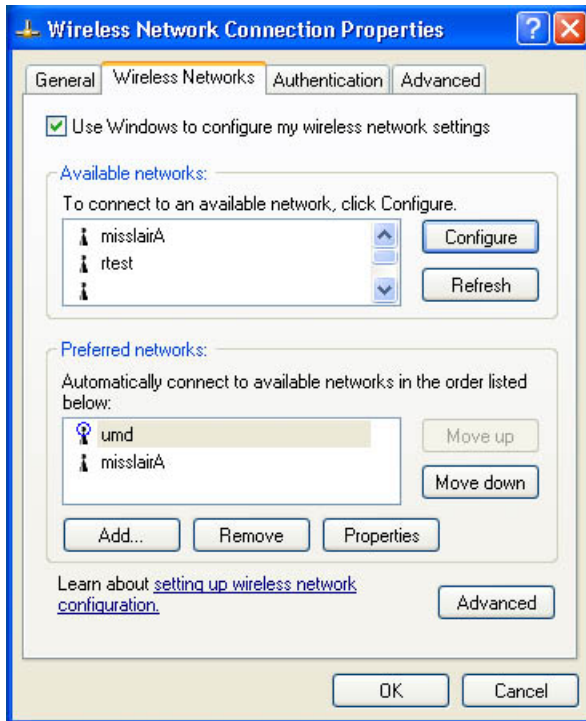 Wireless Network Connection Properties
General Wireless Networks Authentication Advanced
Use Windows to configure my wireless network settings
Available networks:
To connect to an available network, click Configure.
misslairA
Configure
rtest
Refresh
Preferred networks:
Automatically connect to available networks in the order listed
below:
umd
Move up
misslairA
Move down
Add... Remove Properties
Learn about setting up wireless network
configuration.
Advanced
OK Cancel